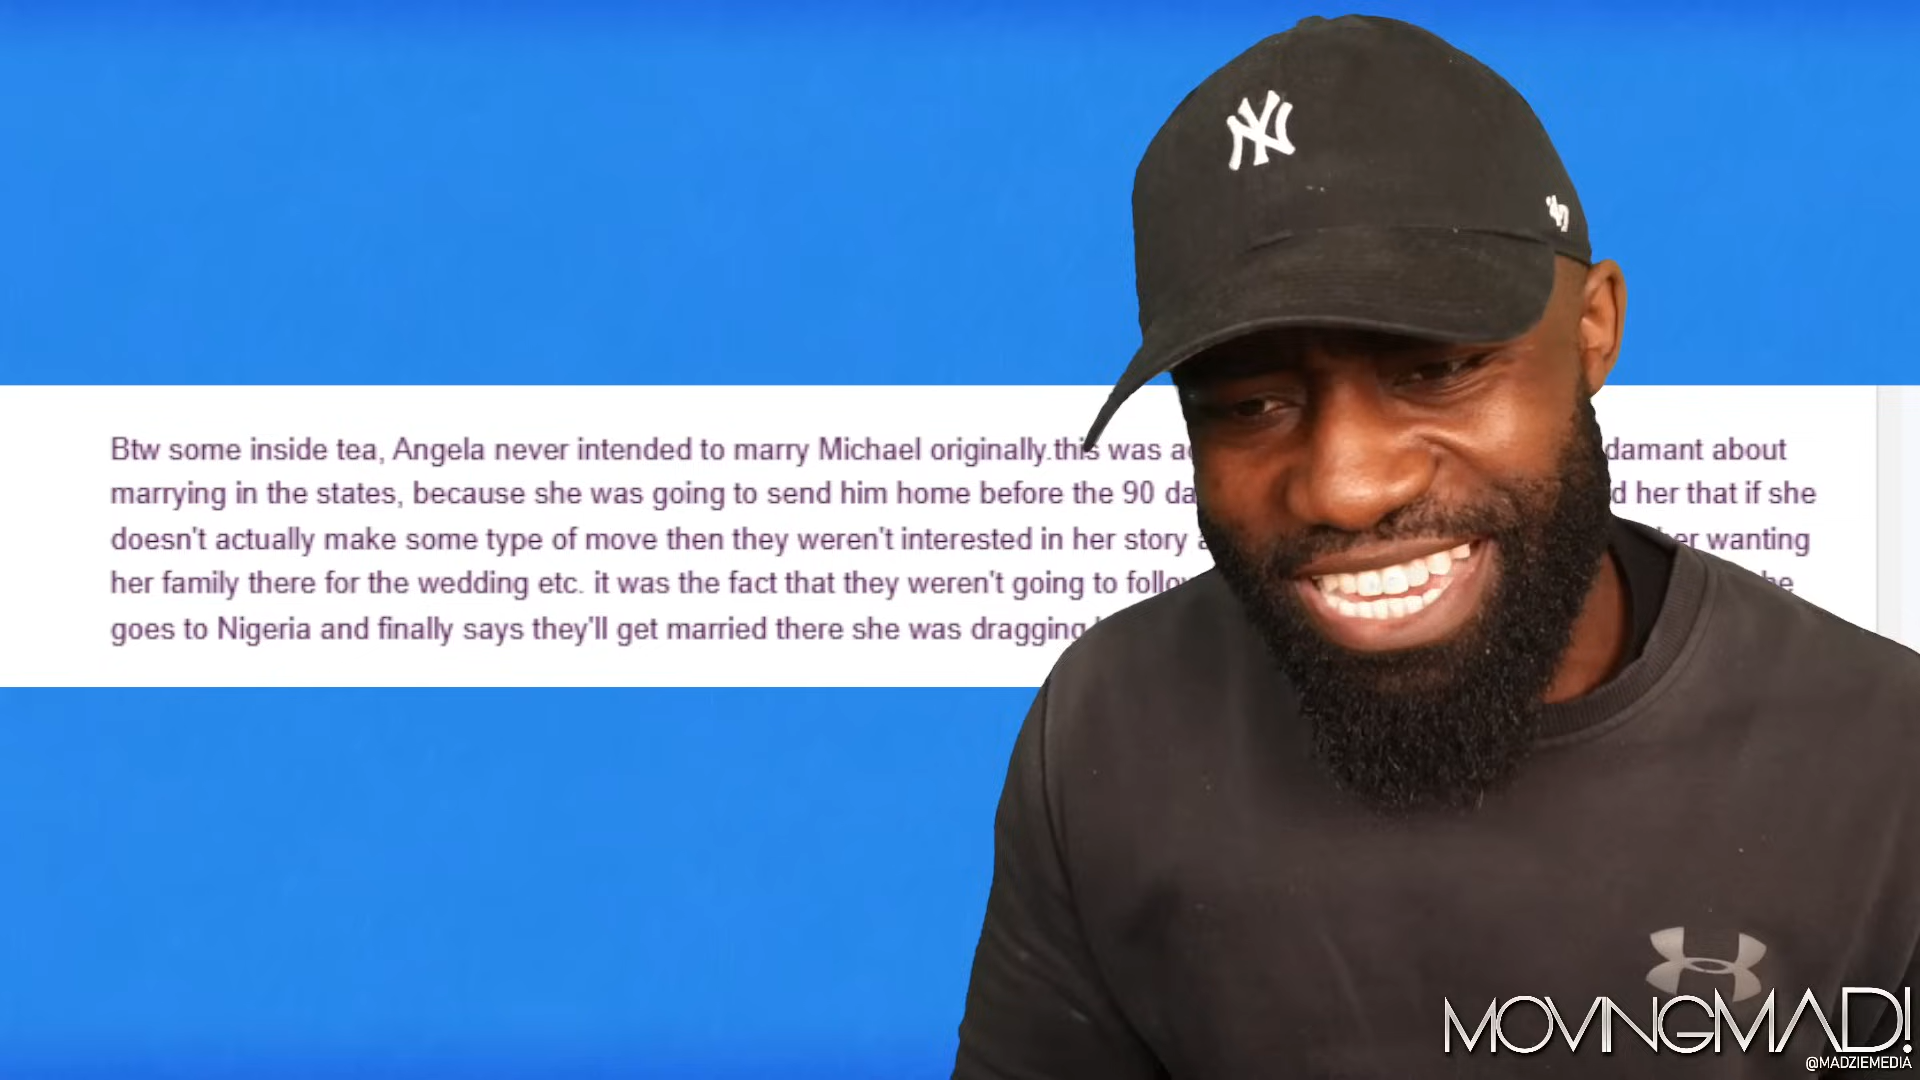 NY
'47
Btw some inside tea, Angela never intended to marry Michael originally.this was damant about
marrying in the states, because she was going to send him home before the 90 her that if she
doesn't actually make some type of move then they weren't interested in her story wanting
her family there for the wedding etc. it was the fact that they weren't going to
goes to Nigeria and finally says they'll get married there she was dragging
MOVINGMAD!
@MADZIEMEDIA